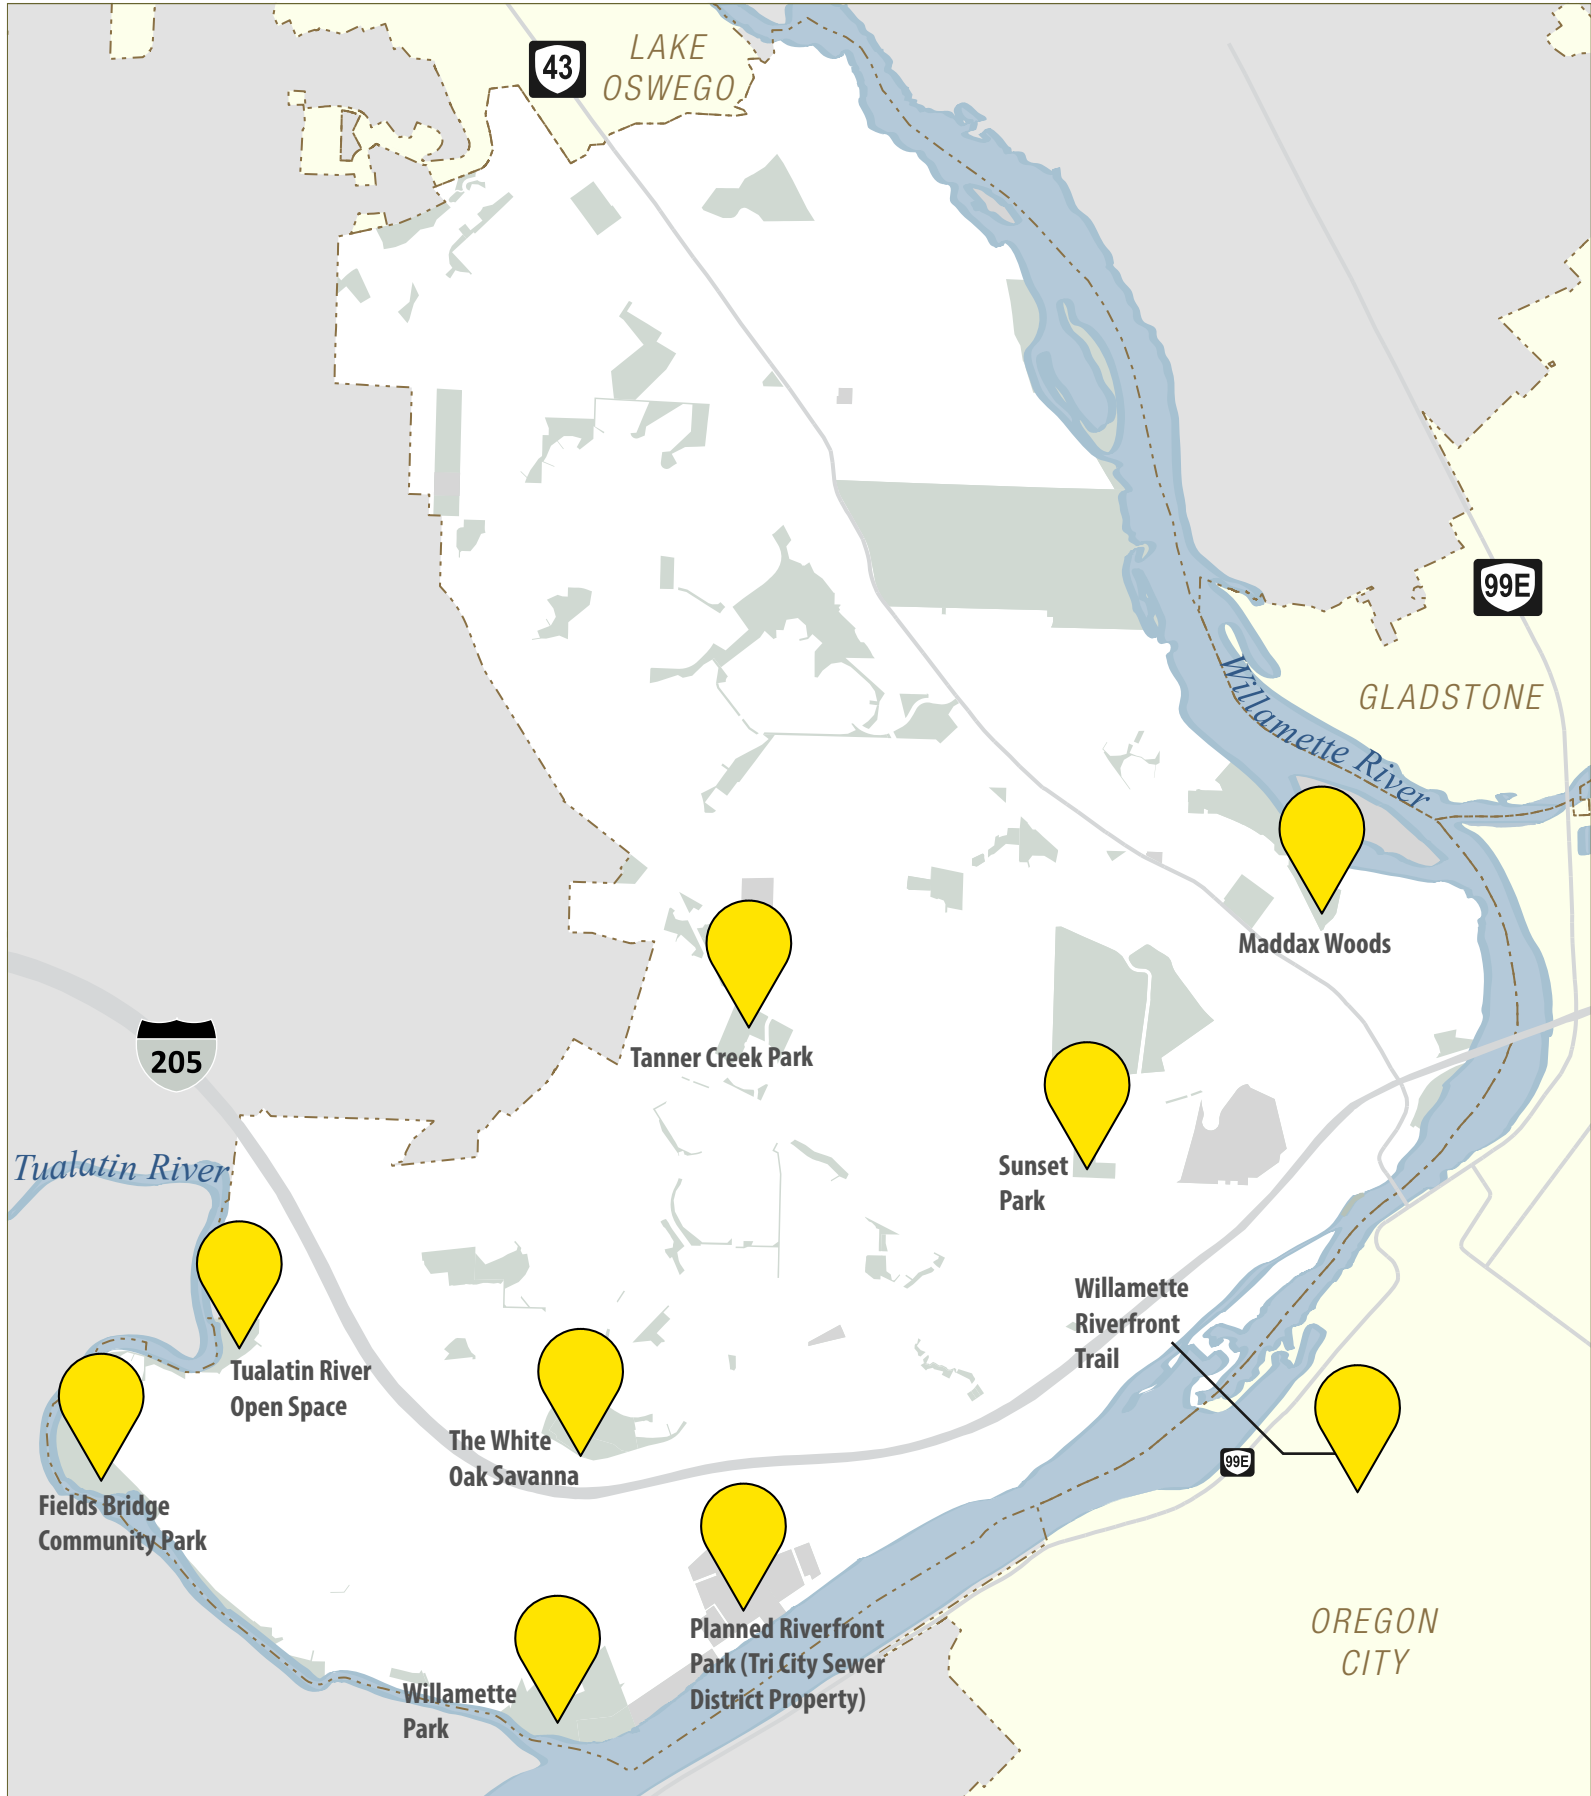 LAKE
OSWEGO
43
99E
GLADSTONE
Willamette River
Maddax Woods
Tanner Creek Park
205
Tualatin River
Sunset
Park
Willamette
Riverfront
Trail
Tualatin River
Open Space
The White
Oak Savanna
99E
Fields Bridge
Community Park
Planned Riverfront
Park (Tri City Sewer
District Property)
OREGON
CITY
Willamette
Park